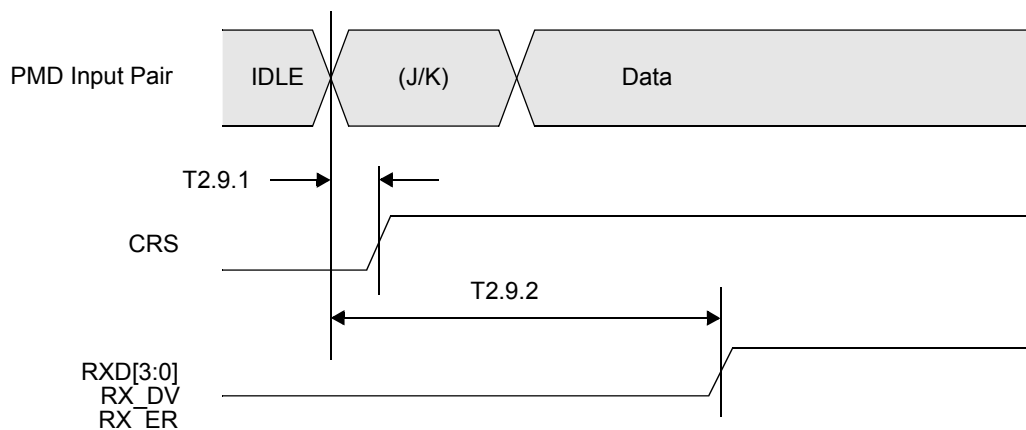 PMD Input Pair IDLE (J/K) Data
T2.9.1
CRS
T2.9.2
RXD[3:0]
RX_DV
RX_ER